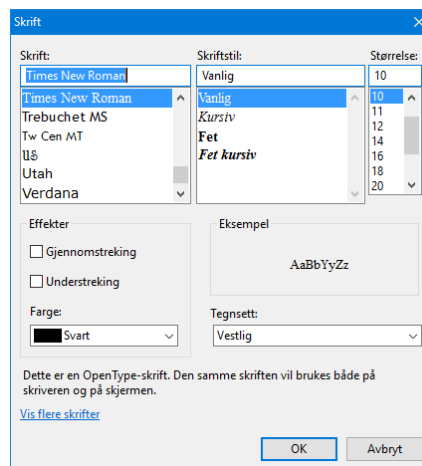 Skrift
Skrift:
Times New Roman
Times New Roman
Trebuchet MS
Tw Cen MT
US
Utah
Verdana
Skriftstil:
Vanlig
Vanlig
Kursiv
Fet
Fet kursiv
Størrelse:
10
10
11
12
14
16
18
20
Effekter
Gjennomstreking
Understreking
Farge:
Svart
Eksempel
AaBbYyZz
Tegnsett:
Vestlig
Dette er en OpenType-skrift. Den samme skriften vil brukes både på
skriveren og på skjermen.
Vis flere skrifter
OK
Avbryt